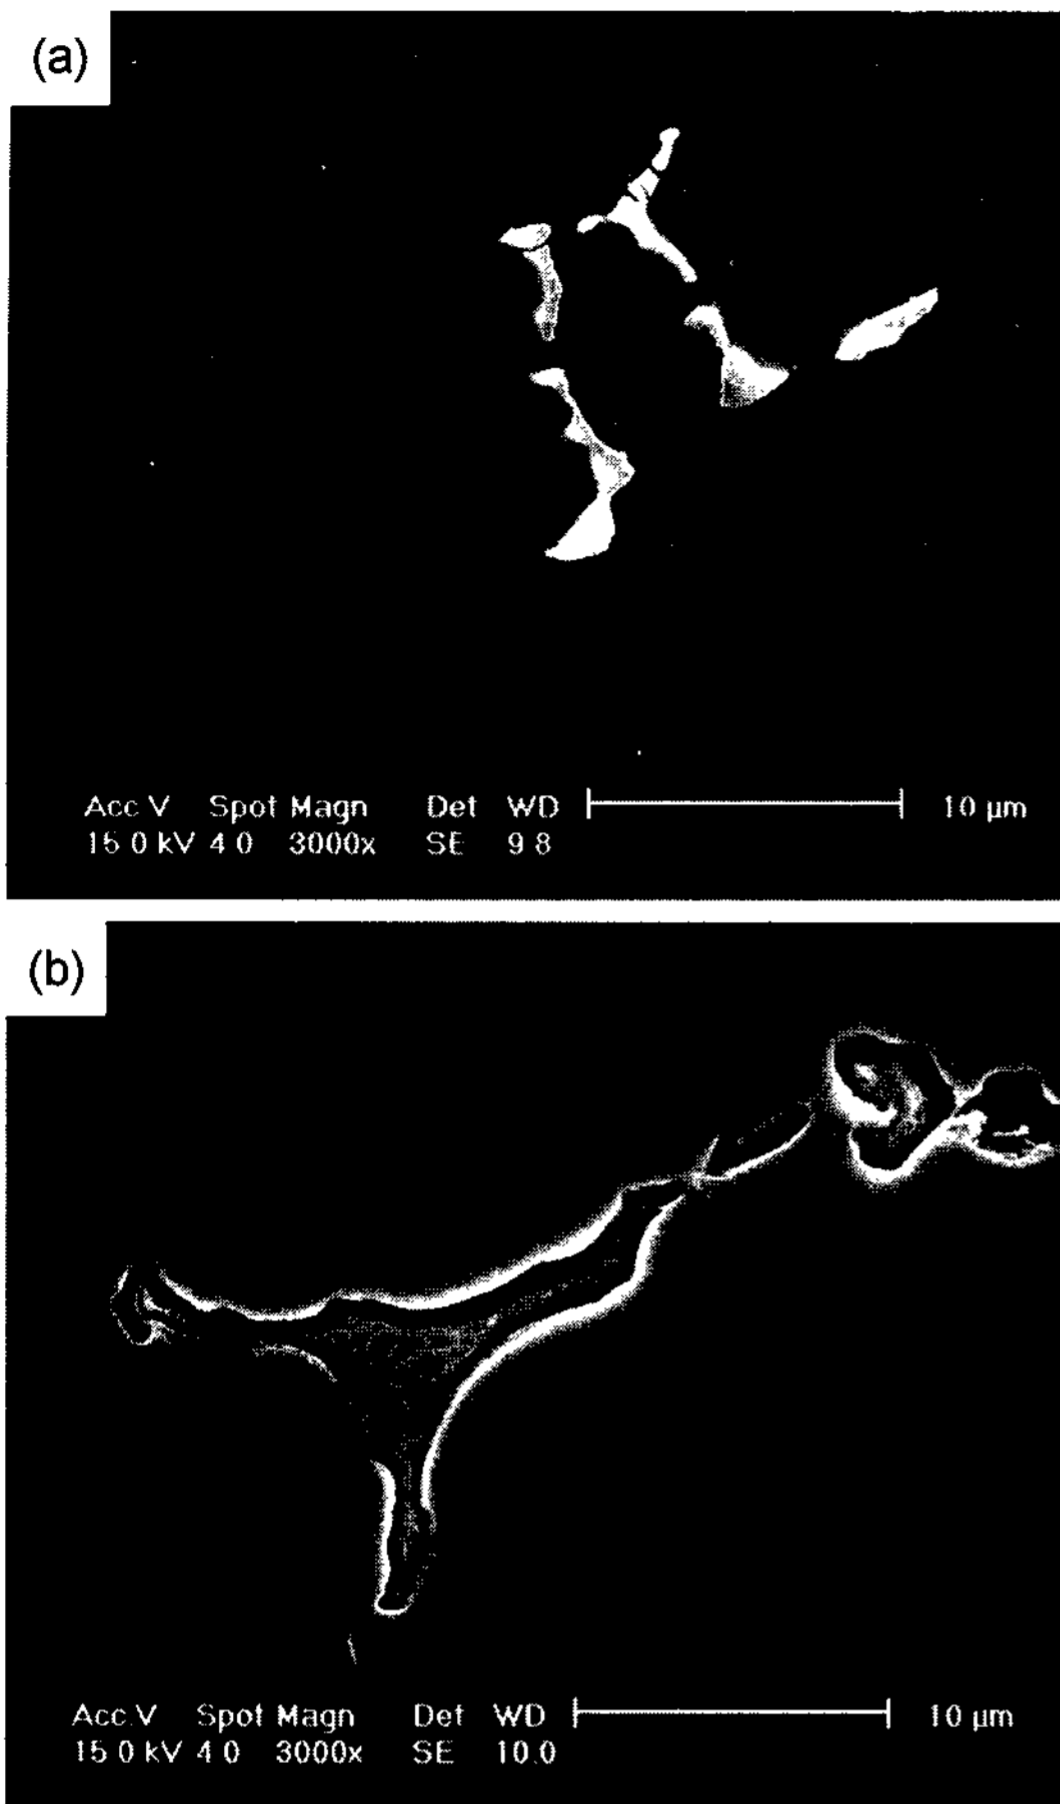 (a)
Acc V Spot Magn Det WD 10 µm
15 0 kV 4 0 3000x SE 9 8
(b)
Acc.V Spot Magn Det WD 10 µm
15 0 kV 4 0 3000x SE 10.0